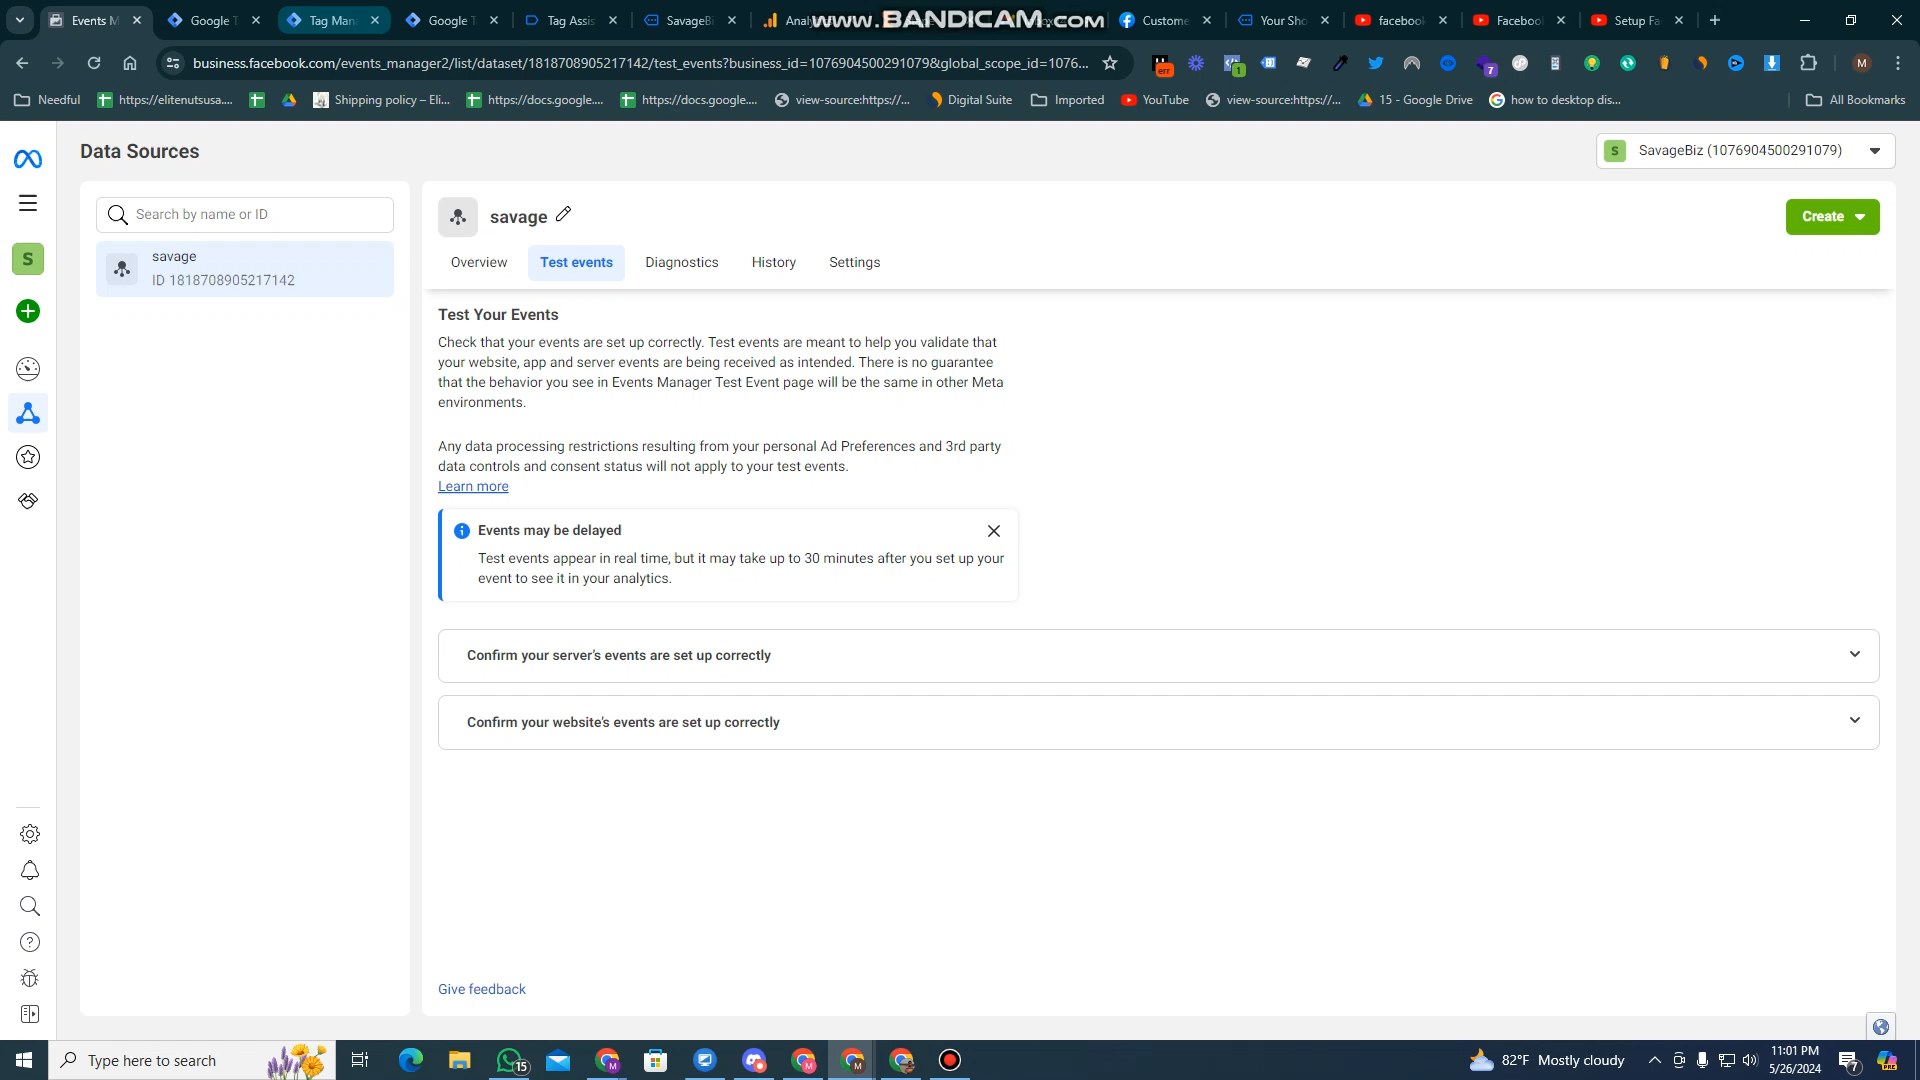 Events M
Google T
Tag Man
Google T
Tag Assis
SavageBi
Analy
www.BANDICAM.com
Custome
Your Sho
facebook
Facebook
Setup Fa
business.facebook.com/events_manager2/list/dataset/1818708905217142/test_events?business_id=1076904500291079&global_scope_id=1076...
err
1
7
M
Needful
https://elitenutsusa....
Shipping policy – Eli...
https://docs.google....
https://docs.google....
view-source:https://...
Digital Suite
Imported
YouTube
view-source:https://...
15 - Google Drive
how to desktop dis...
All Bookmarks
Data Sources
S
SavageBiz (1076904500291079)
Search by name or ID
savage
Create
S
savage
ID 1818708905217142
Overview
Test events
Diagnostics
History
Settings
Test Your Events
Check that your events are set up correctly. Test events are meant to help you validate that
your website, app and server events are being received as intended. There is no guarantee
that the behavior you see in Events Manager Test Event page will be the same in other Meta
environments.
Any data processing restrictions resulting from your personal Ad Preferences and 3rd party
data controls and consent status will not apply to your test events.
Learn more
Events may be delayed
Test events appear in real time, but it may take up to 30 minutes after you set up your
event to see it in your analytics.
Confirm your server's events are set up correctly
Confirm your website's events are set up correctly
Give feedback
Type here to search
15
82°F Mostly cloudy
11:01 PM
5/26/2024
7